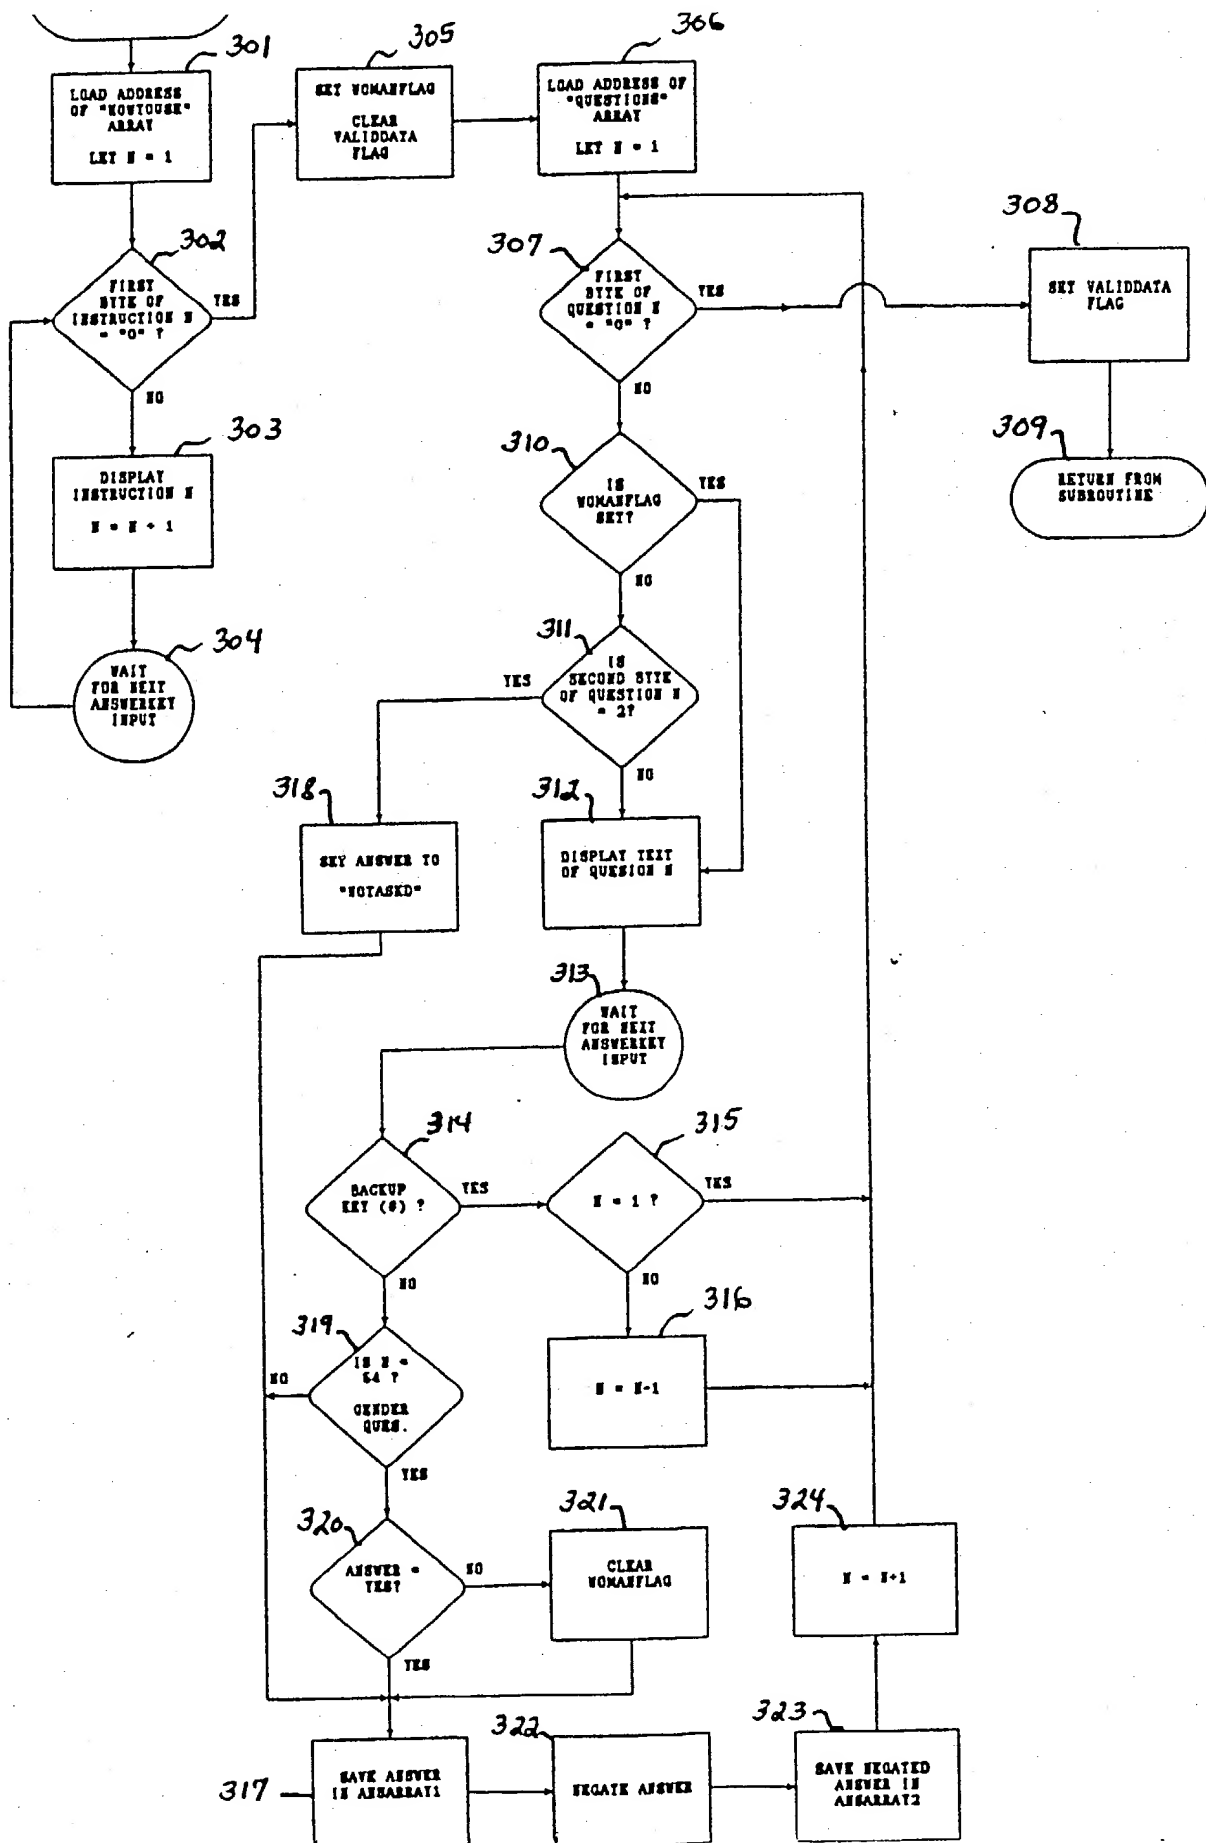 301
LOAD ADDRESS
OF "HOWTOUSE"
ARRAY
LET N = 1
305
SET WOMANFLAG
CLEAR
VALIDDATA
FLAG
306
LOAD ADDRESS OF
"QUESTIONS"
ARRAY
LET N = 1
302
FIRST
BYTE OF
INSTRUCTION N
= "0" ?
YES
NO
307
FIRST
BYTE OF
QUESTION N
= "0" ?
YES
NO
308
SET VALIDDATA
FLAG
309
RETURN FROM
SUBROUTINE
303
DISPLAY
INSTRUCTION N
N = N + 1
304
WAIT
FOR NEXT
ANSWERKEY
INPUT
310
IS
WOMANFLAG
SET?
YES
NO
311
IS
SECOND BYTE
OF QUESTION N
= 2?
YES
NO
318
SET ANSWER TO
"NOTASKD"
312
DISPLAY TEXT
OF QUESION N
313
WAIT
FOR NEXT
ANSWERKEY
INPUT
314
BACKUP
KEY (8) ?
YES
NO
315
N = 1 ?
YES
NO
316
N = N-1
319
IS N =
54 ?
GENDER
QUES.
NO
YES
320
ANSWER =
YES?
NO
YES
321
CLEAR
WOMANFLAG
324
N = N+1
317
SAVE ANSWER
IN ANSARRAY1
322
NEGATE ANSWER
323
SAVE NEGATED
ANSWER IN
ANSARRAY2